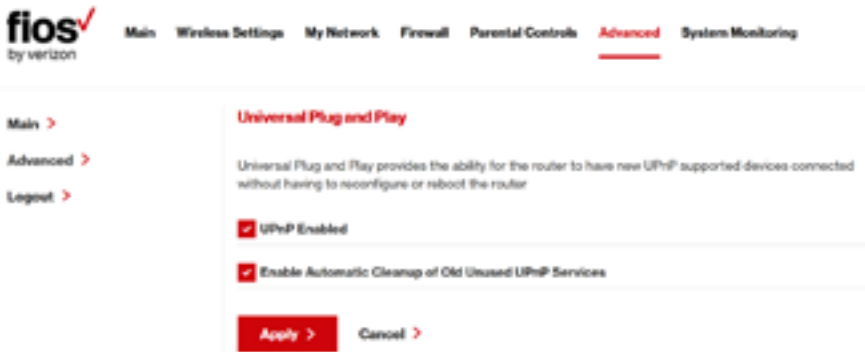 fios
by verizon
Main Wireless Settings My Network Firewall Parental Controls Advanced System Monitoring
Main >
Advanced >
Logout >
Universal Plug and Play
Universal Plug and Play provides the ability for the router to have new UPnP supported devices connected
without having to reconfigure or reboot the router
UPnP Enabled
Enable Automatic Cleanup of Old Unused UPnP Services
Apply > Cancel >